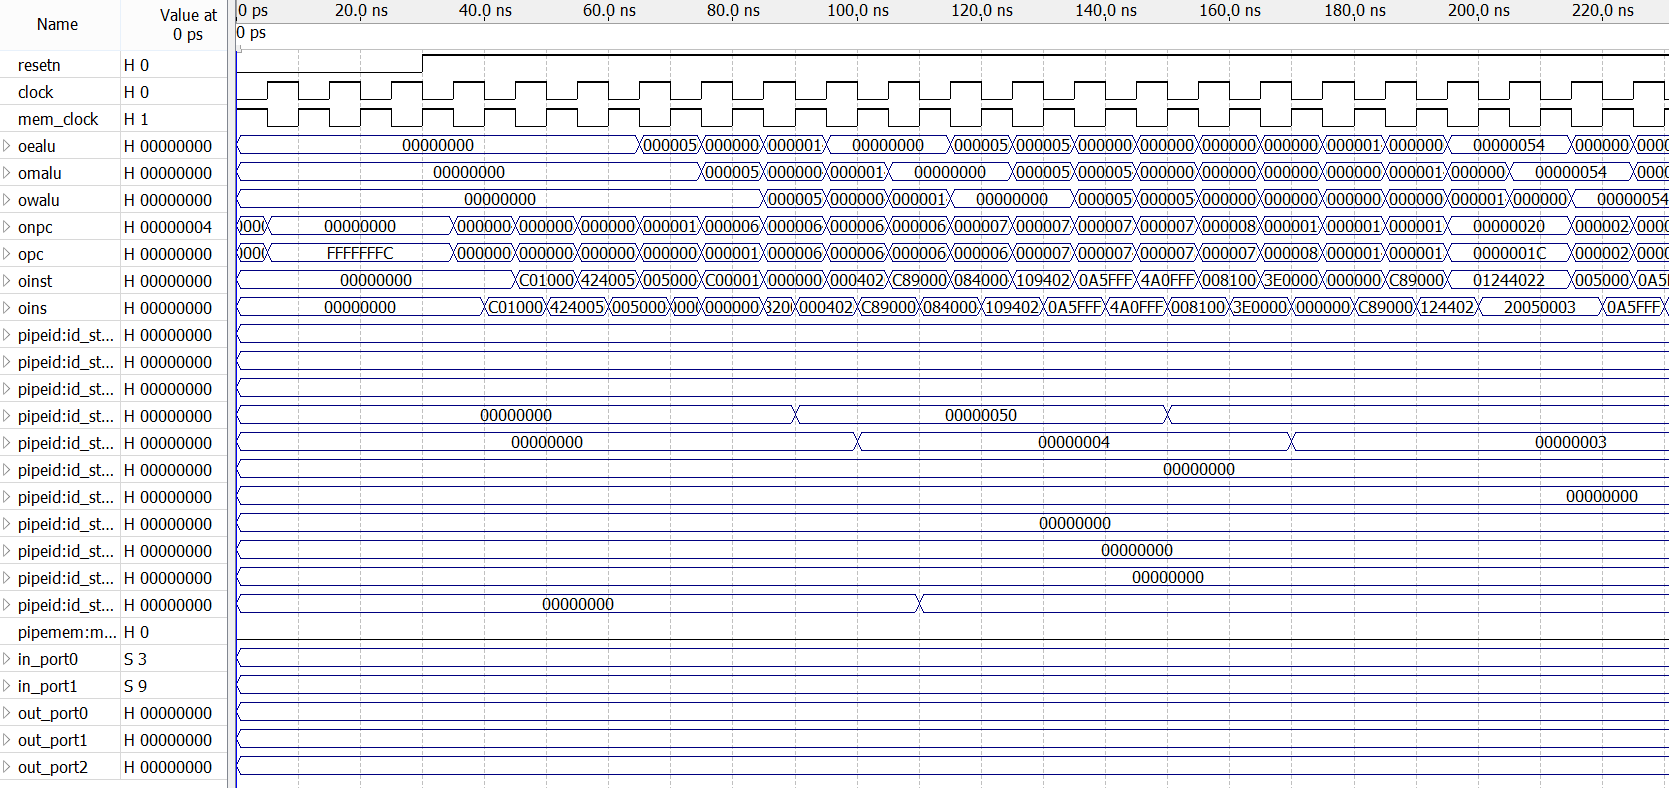 Name Value at 0 ps 0 ps 20.0 ns 40.0 ns 60.0 ns 80.0 ns 100.0 ns 120.0 ns 140.0 ns 160.0 ns 180.0 ns 200.0 ns 220.0 ns
0 ps
resetn H 0
clock H 0
mem_clock H 1
oealu H 00000000 00000000 000005 000000 000001 00000000 000005 000005 000000 000000 000000 000001 000000 00000054 000000 0000
omalu H 00000000 00000000 000005 000000 000001 00000000 000005 000005 000000 000000 000000 000001 000000 00000054 0000
owalu H 00000000 00000000 000005 000000 000001 00000000 000005 000005 000000 000000 000000 000001 000000 00000054
onpc H 00000004 000 00000000 000000 000000 000000 000001 000006 000006 000006 000006 000007 000007 000007 000007 000008 000001 000001 000001 00000020 000002 0000
opc H 00000000 000 FFFFFFFC 000000 000000 000000 000000 000001 000006 000006 000006 000006 000007 000007 000007 000007 000008 000001 000001 0000001C 000002 0000
oinst H 00000000 00000000 C01000 424005 005000 C00001 000000 000402 C89000 084000 109402 0A5FFF 4A0FFF 008100 3E0000 000000 C89000 01244022 005000 0A5
oins H 00000000 00000000 C01000 424005 005000 000 000000 320 000402 C89000 084000 109402 0A5FFF 4A0FFF 008100 3E0000 000000 C89000 124402 20050003 0A5FFF
pipeid:id_st... H 00000000
pipeid:id_st... H 00000000
pipeid:id_st... H 00000000
pipeid:id_st... H 00000000 00000000 00000050
pipeid:id_st... H 00000000 00000000 00000004 00000003
pipeid:id_st... H 00000000 00000000
pipeid:id_st... H 00000000 00000000
pipeid:id_st... H 00000000 00000000
pipeid:id_st... H 00000000 00000000
pipeid:id_st... H 00000000 00000000
pipeid:id_st... H 00000000 00000000
pipemem:m... H 0
in_port0 S 3
in_port1 S 9
out_port0 H 00000000
out_port1 H 00000000
out_port2 H 00000000